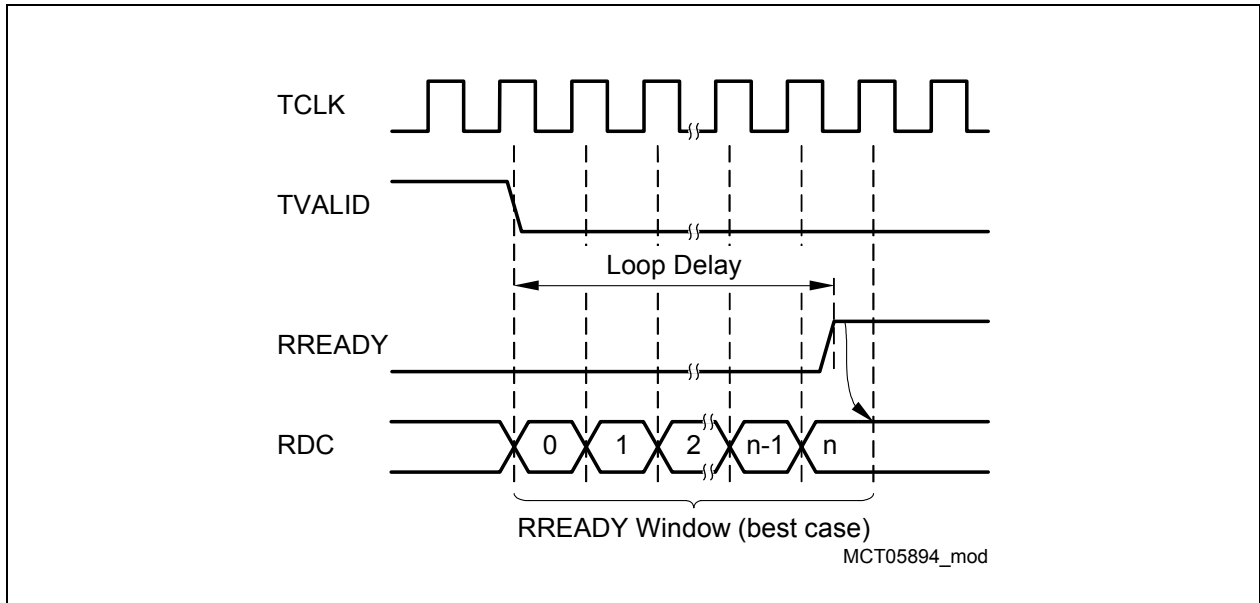 TCLK
TVALID
Loop Delay
RREADY
RDC
0 1 2 n-1 n
RREADY Window (best case)
MCT05894_mod